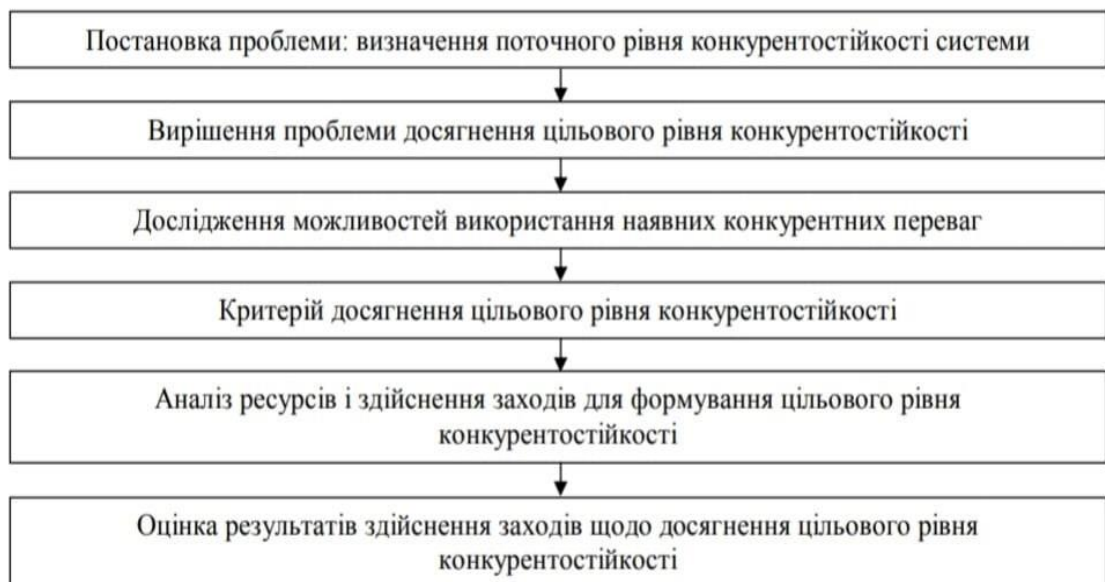 Постановка проблеми: визначення поточного рівня конкурентостійкості системи
Вирішення проблеми досягнення цільового рівня конкурентостійкості
Дослідження можливостей використання наявних конкурентних переваг
Критерій досягнення цільового рівня конкурентостійкості
Аналіз ресурсів і здійснення заходів для формування цільового рівня
конкурентостійкості
Оцінка результатів здійснення заходів щодо досягнення цільового рівня
конкурентостійкості